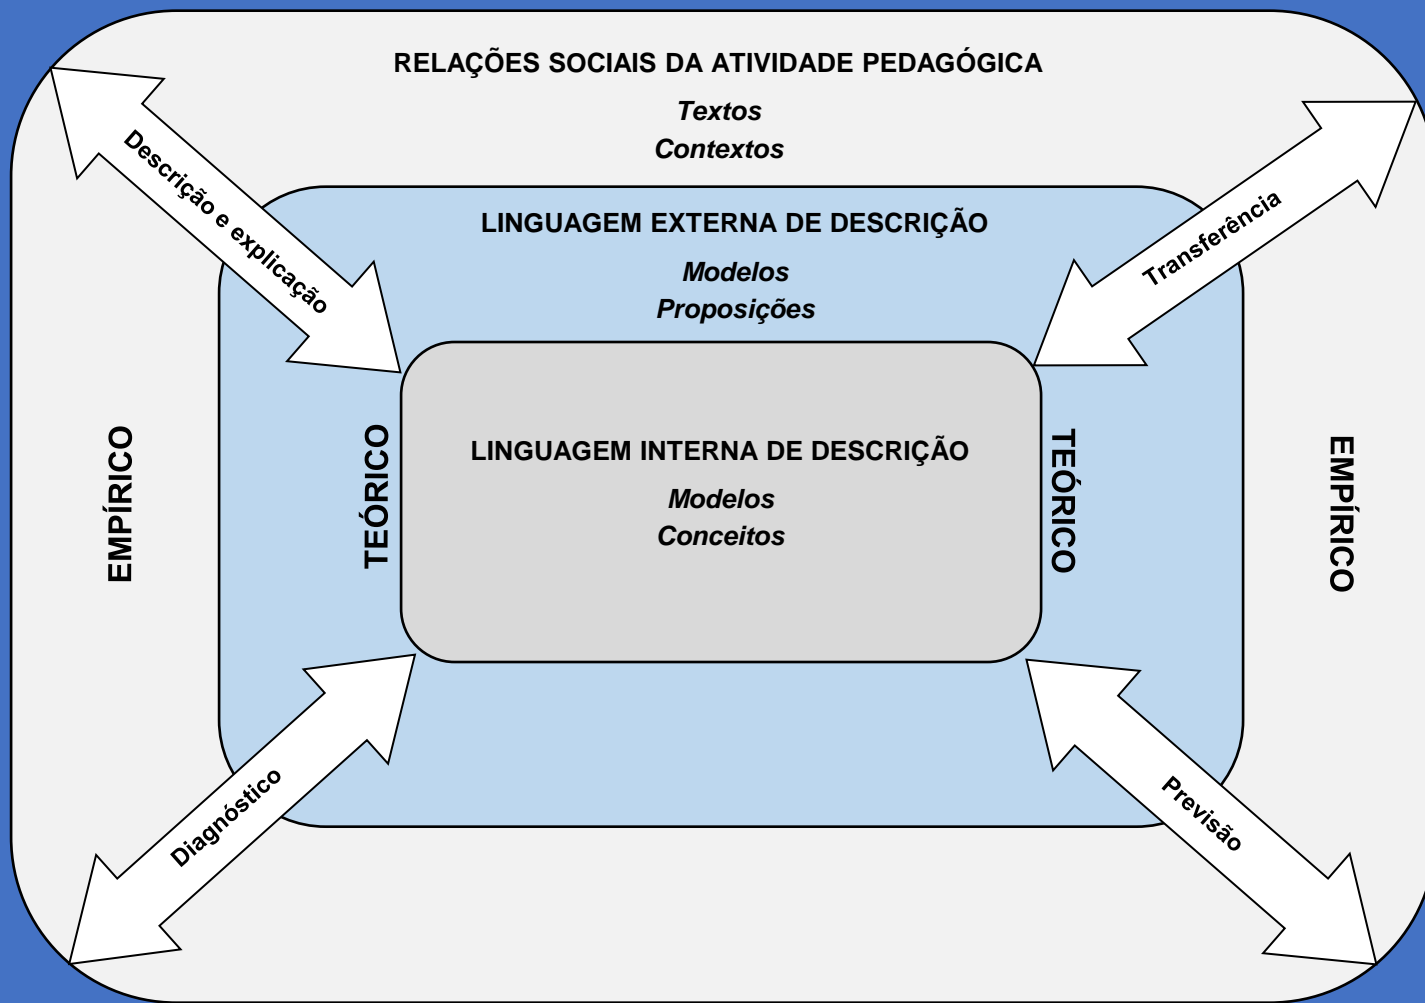 RELAÇÕES SOCIAIS DA ATIVIDADE PEDAGÓGICA
Textos
Contextos
Descrição e explicação
Transferência
LINGUAGEM EXTERNA DE DESCRIÇÃO
Modelos
Proposições
EMPÍRICO
TEÓRICO
LINGUAGEM INTERNA DE DESCRIÇÃO
Modelos
Conceitos
TEÓRICO
EMPÍRICO
Diagnóstico
Previsão